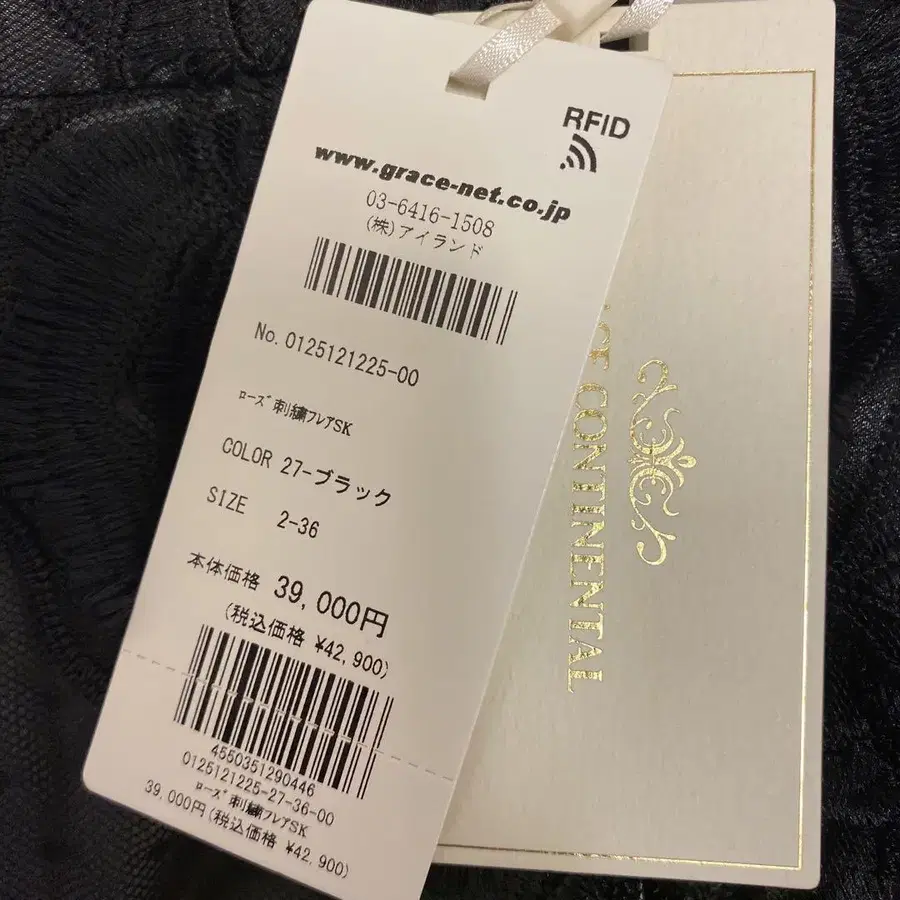 RFID
www.grace-net.co.jp
03-6416-1508
(株)アイランド
No. 0125121225-00
ローズ刺繍フレアSK
COLOR 27-ブラック
SIZE 2-36
本体価格 39,000円
(税込価格 ¥42,900)
4550351290446
0125121225-27-36-00
ローズ刺繍フレアSK
39,000円(税込価格 ¥42,900)
CONTINENTAL